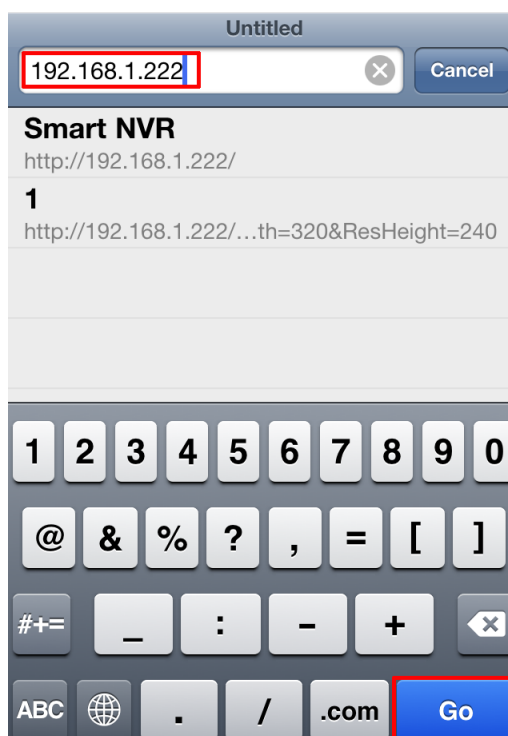 Untitled
192.168.1.222 Cancel
Smart NVR
http://192.168.1.222/
1
http://192.168.1.222/...th=320&ResHeight=240
1 2 3 4 5 6 7 8 9 0
@ & % ? , = [ ]
#+= _ : - +
ABC . / .com Go